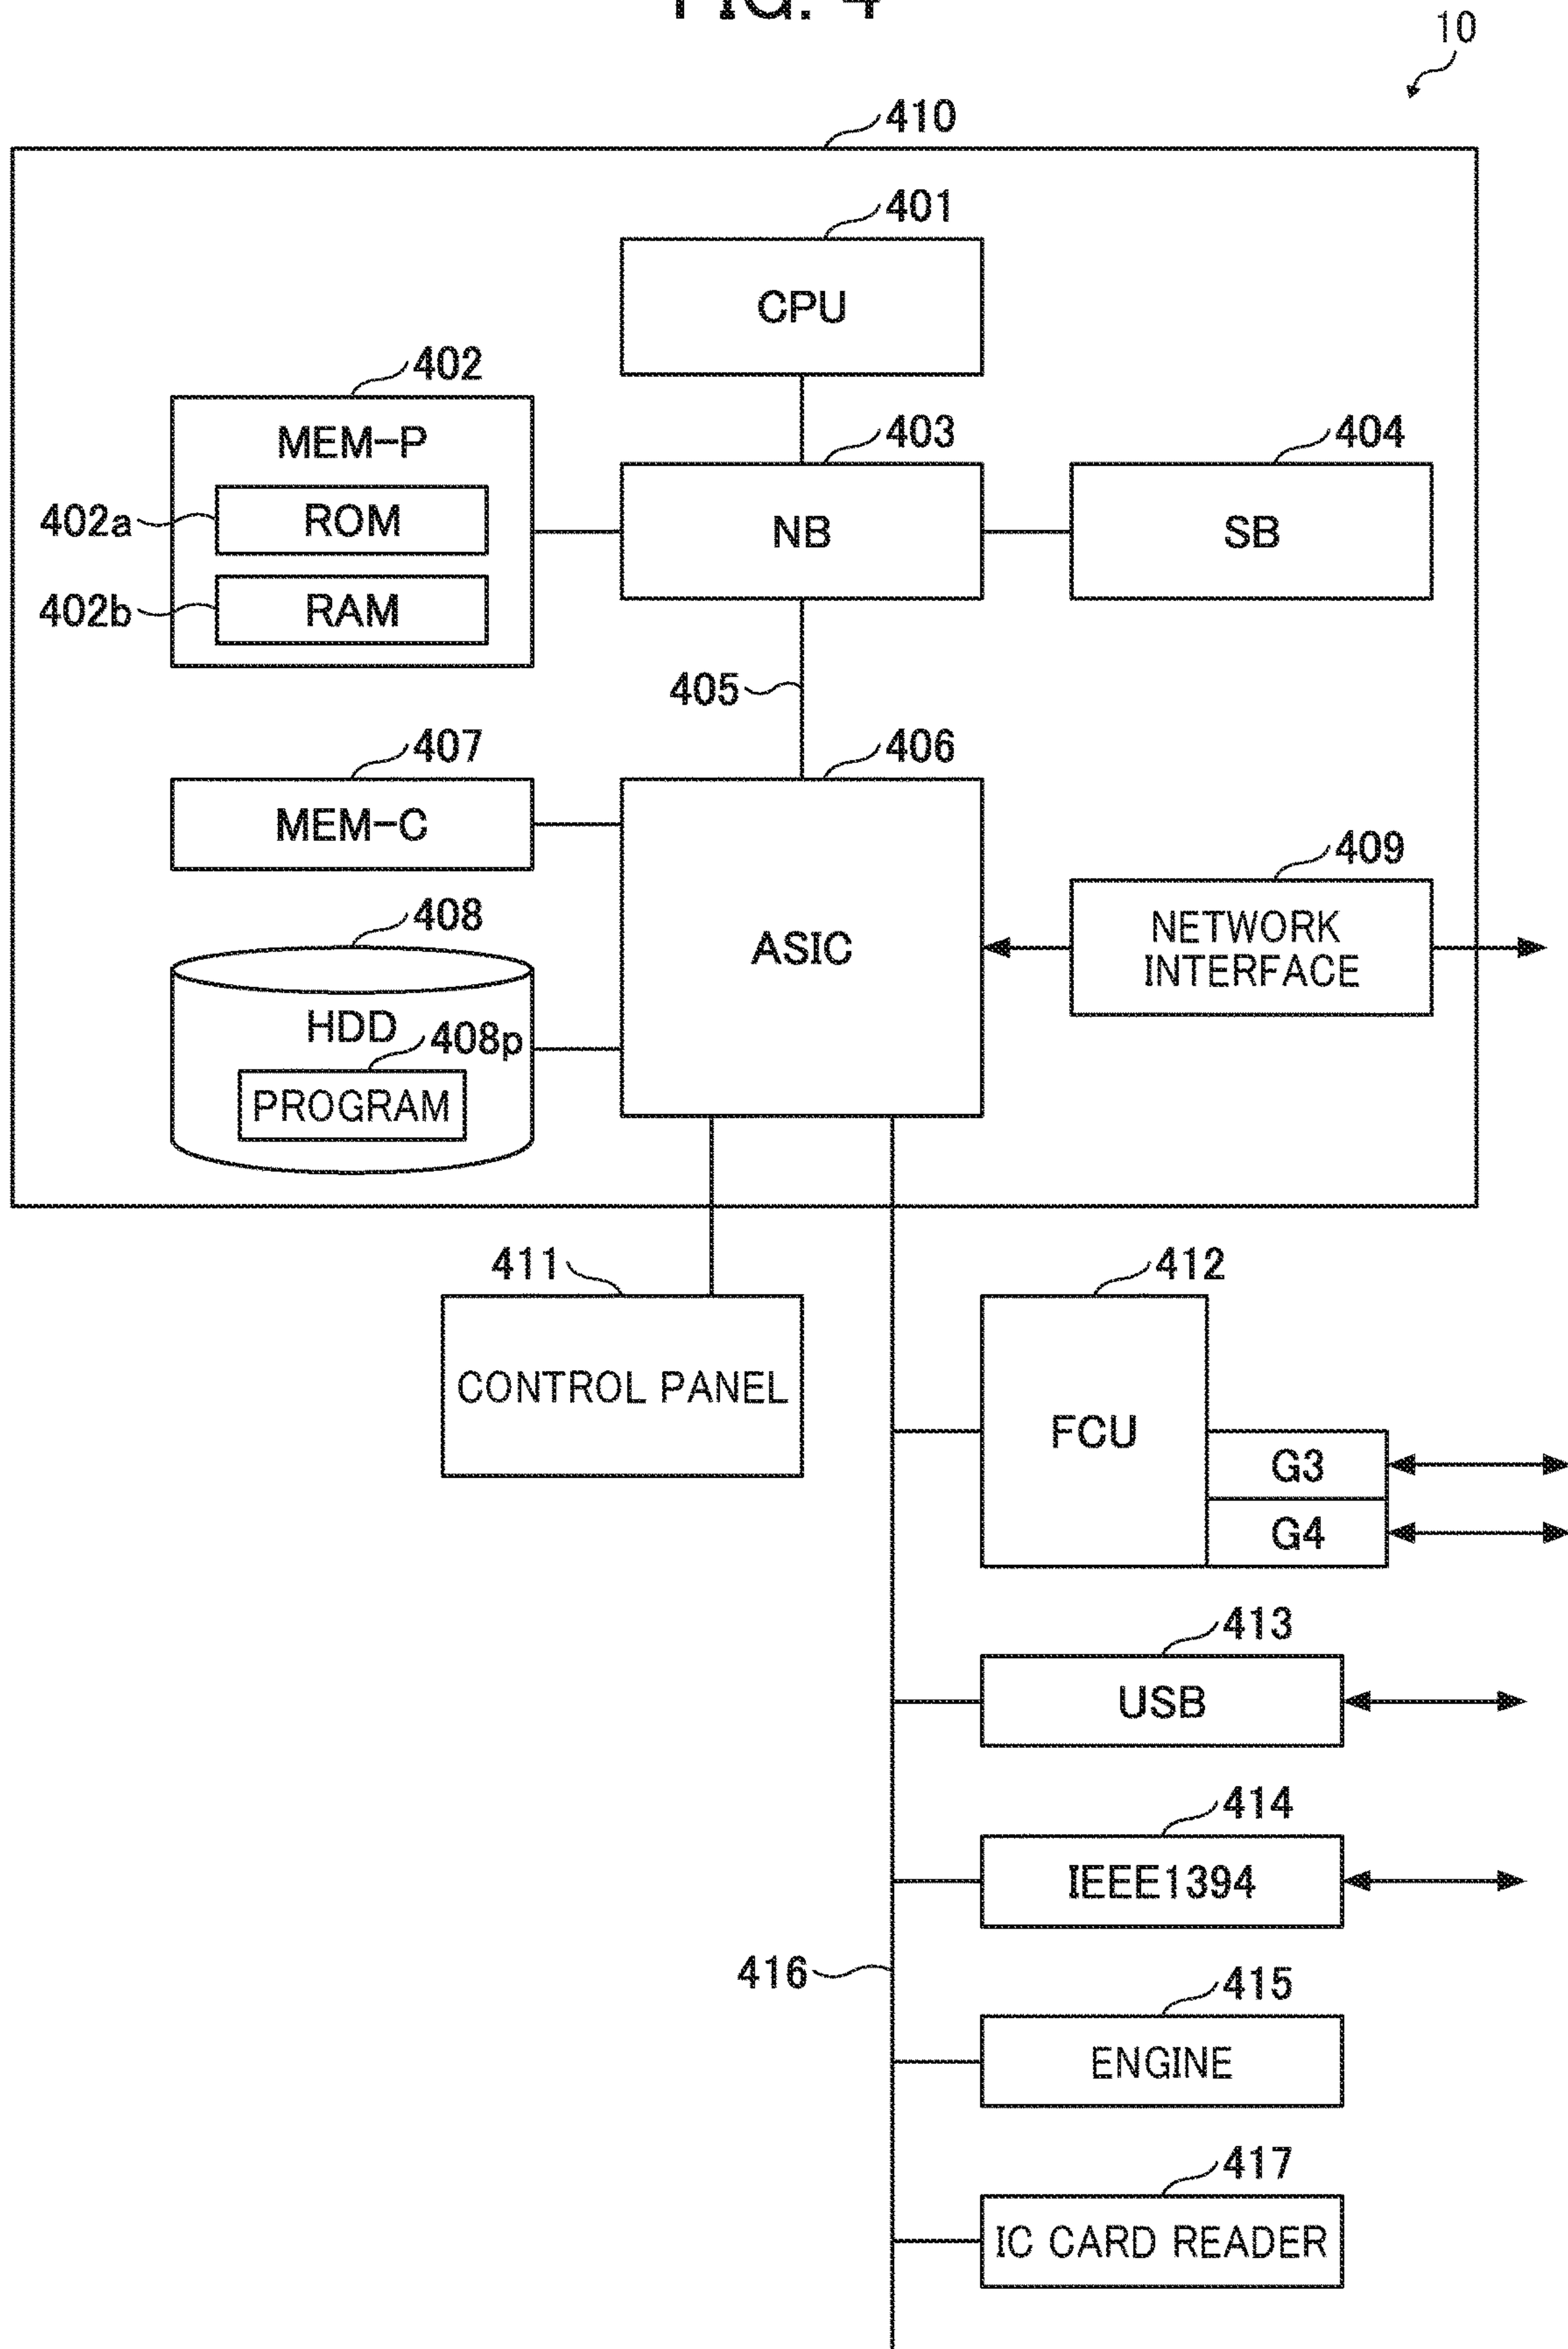 FIG. 4
10
410
401
CPU
402
MEM-P
402a
ROM
402b
RAM
403
NB
404
SB
405
407
MEM-C
406
ASIC
409
NETWORK
INTERFACE
408
HDD
408p
PROGRAM
411
CONTROL PANEL
412
FCU
G3
G4
413
USB
414
IEEE1394
416
415
ENGINE
417
IC CARD READER